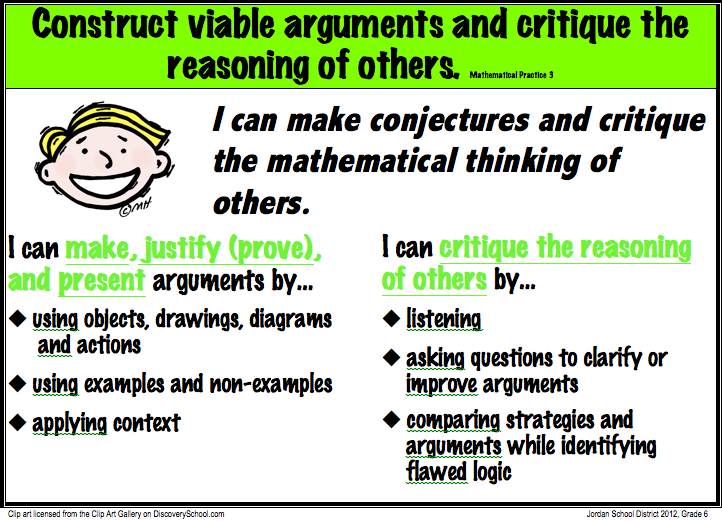 Construct viable arguments and critique the
reasoning of others. Mathematical Practice 3
I can make conjectures and critique
the mathematical thinking of
others.
©MH
I can make, justify (prove),
and present arguments by...
◆ using objects, drawings, diagrams
and actions
◆ using examples and non-examples
◆ applying context
I can critique the reasoning
of others by...
◆ listening
◆ asking questions to clarify or
improve arguments
◆ comparing strategies and
arguments while identifying
flawed logic
Clip art licensed from the Clip Art Gallery on DiscoverySchool.com
Jordan School District 2012, Grade 6